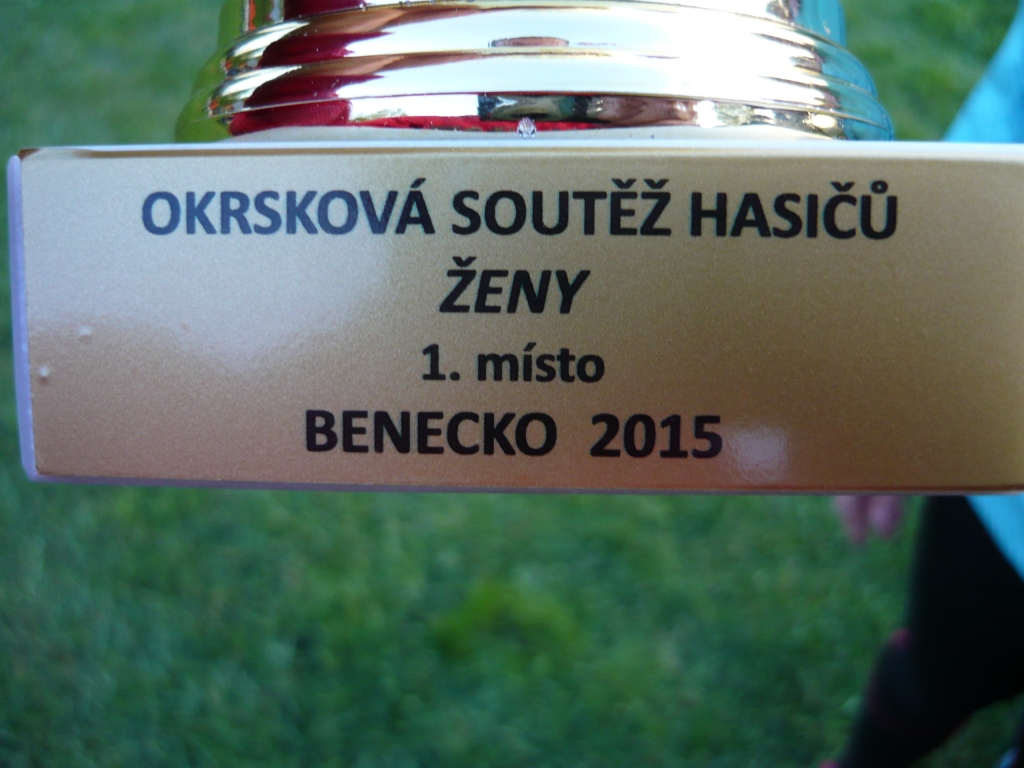 OKRSKOVÁ SOUTĚŽ HASIČŮ
ŽENY
1. místo
BENECKO 2015